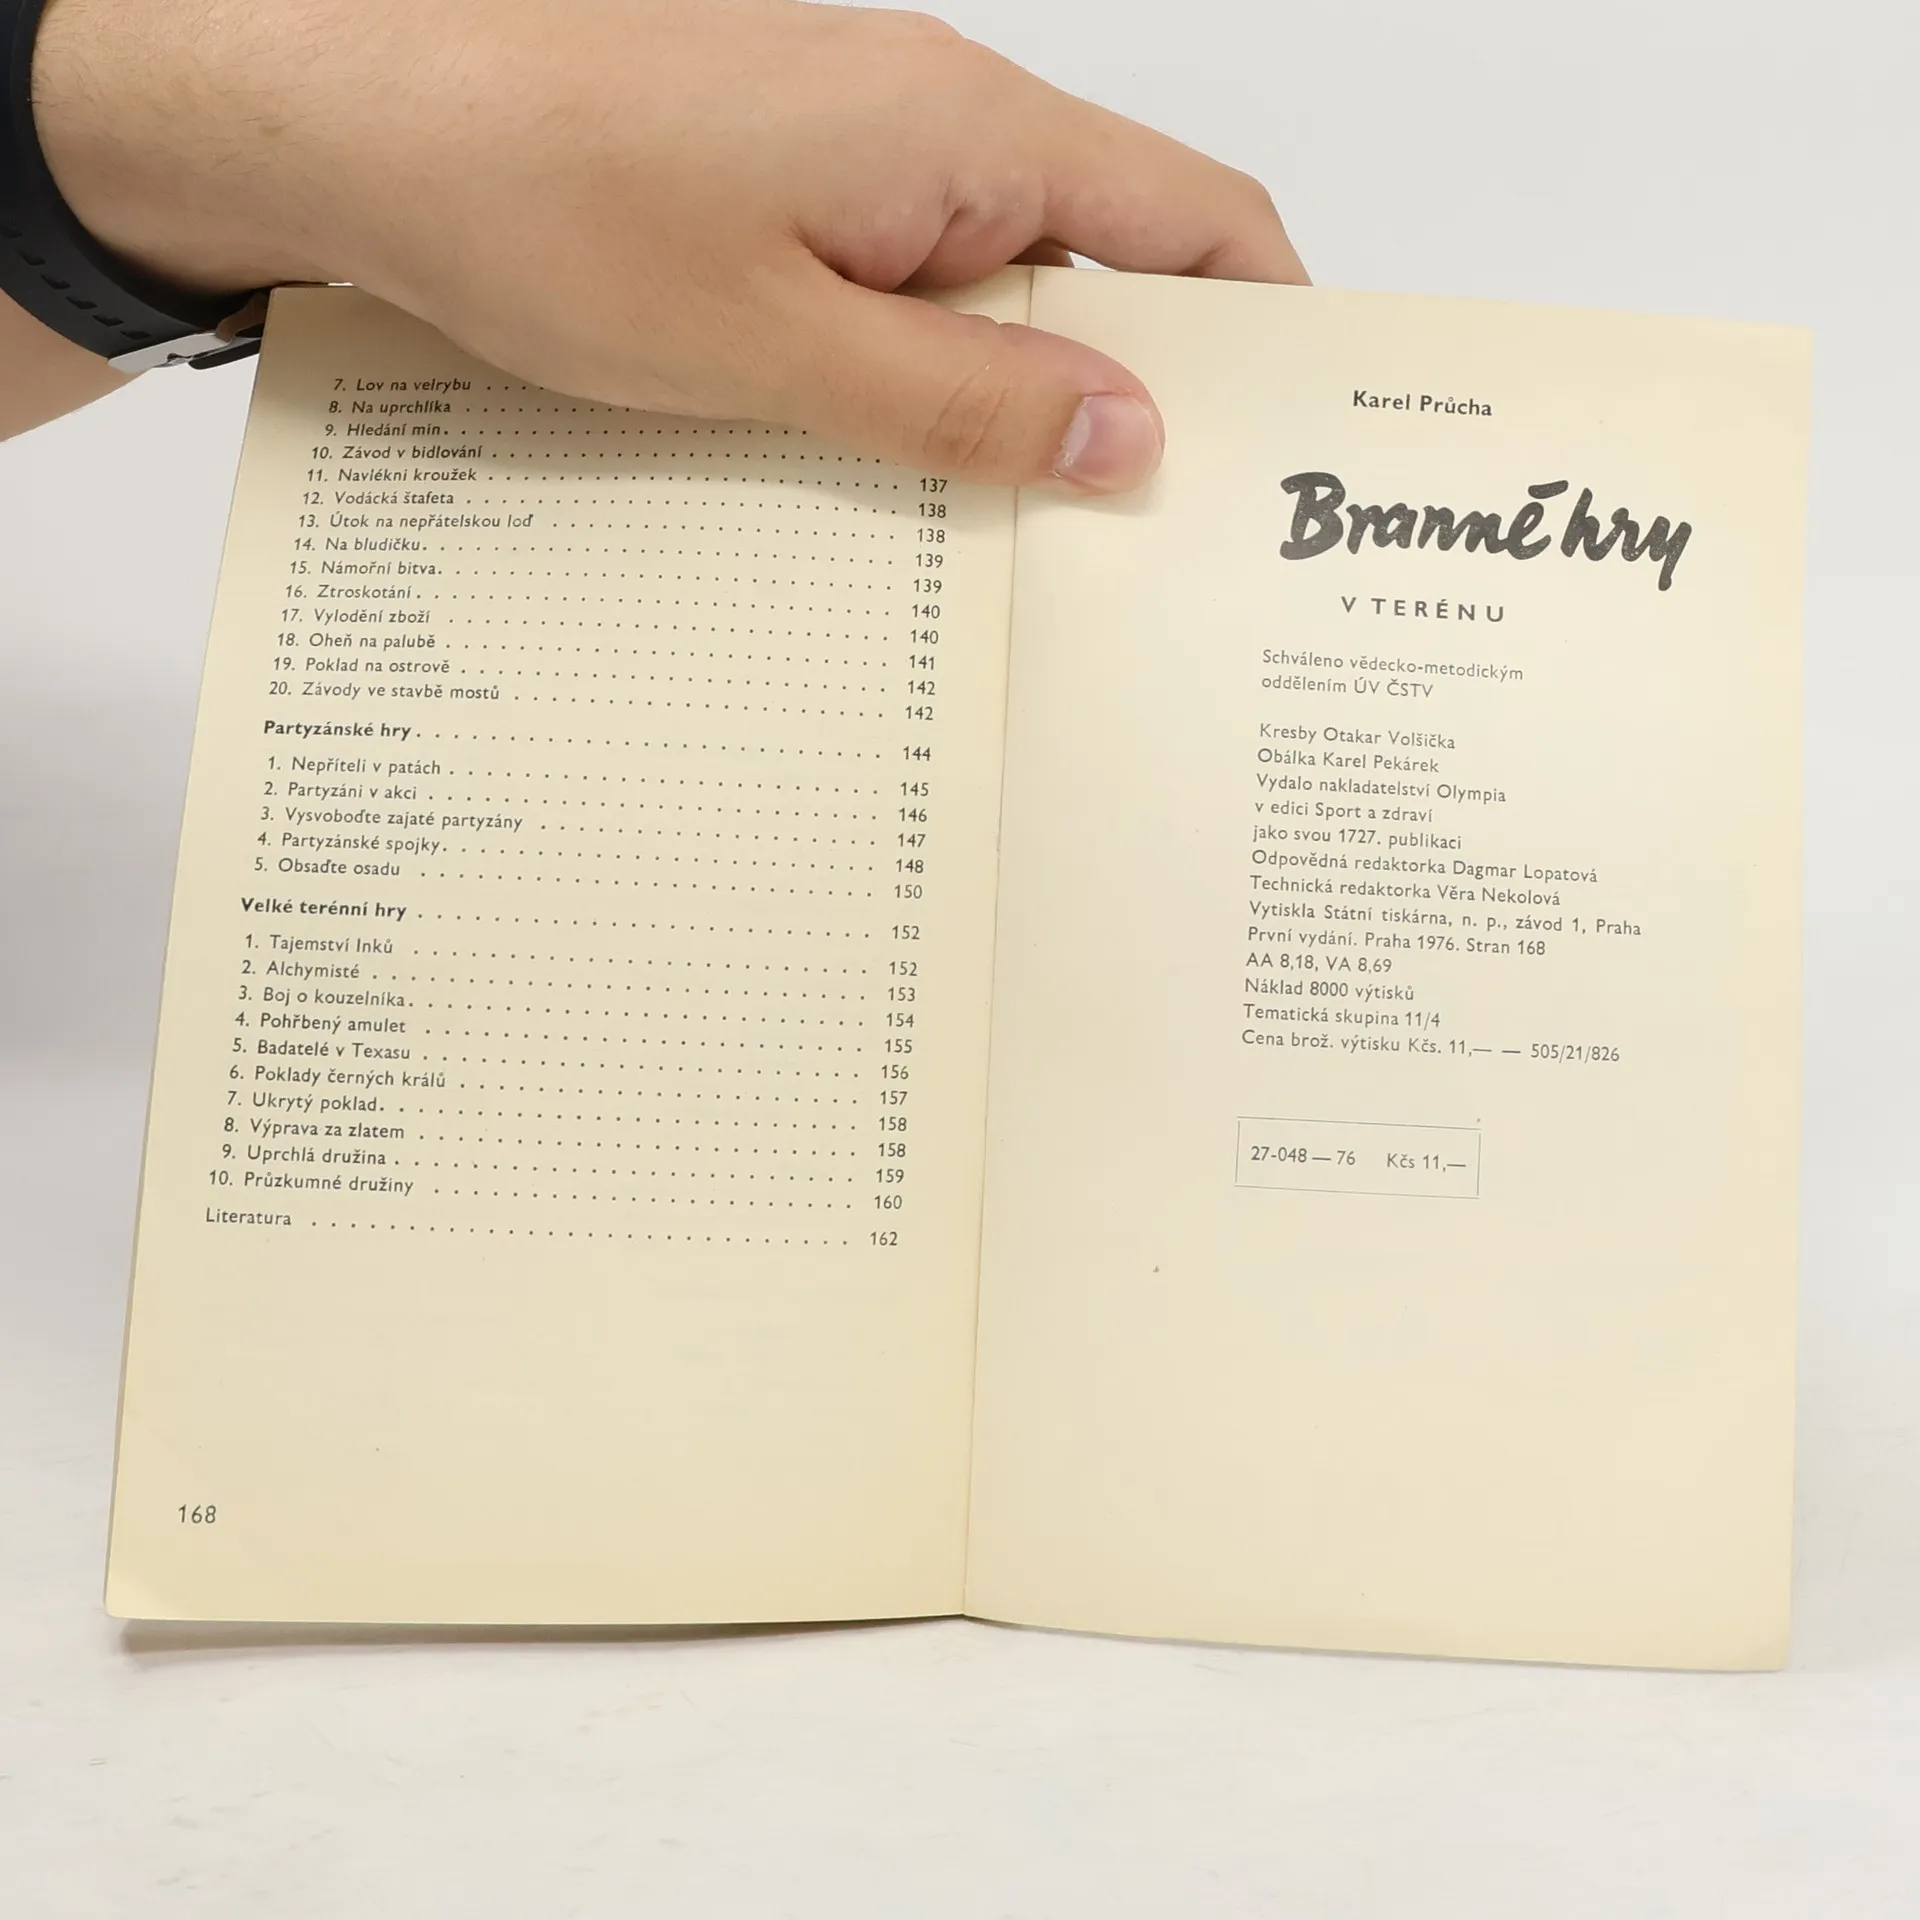 7. Lov na velrybu . . . .
8. Na uprchlíka . . . . . . . . . .
9. Hledání min. . . . . . . . . . . . . . . . . . .
10. Závod v bidlování . . . . . . . . . . . . . . . . . . . .
11. Navlékni kroužek . . . . . . . . . . . . . . . . . . . . 137
12. Vodácká štafeta . . . . . . . . . . . . . . . . . . . . . 138
13. Útok na nepřátelskou loď . . . . . . . . . . . . . . . . 138
14. Na bludičku. . . . . . . . . . . . . . . . . . . . . . . 139
15. Námořní bitva. . . . . . . . . . . . . . . . . . . . . . 139
16. Ztroskotání . . . . . . . . . . . . . . . . . . . . . . . 140
17. Vylodění zboží . . . . . . . . . . . . . . . . . . . . . 140
18. Oheň na palubě . . . . . . . . . . . . . . . . . . . . . 141
19. Poklad na ostrově . . . . . . . . . . . . . . . . . . . . 142
20. Závody ve stavbě mostů . . . . . . . . . . . . . . . . . 142
Partyzánské hry . . . . . . . . . . . . . . . . . . . . . . . 144
1. Nepříteli v patách . . . . . . . . . . . . . . . . . . . . 145
2. Partyzáni v akci . . . . . . . . . . . . . . . . . . . . . 146
3. Vysvoboďte zajaté partyzány . . . . . . . . . . . . . . . 147
4. Partyzánské spojky. . . . . . . . . . . . . . . . . . . . 148
5. Obsaďte osadu . . . . . . . . . . . . . . . . . . . . . . 150
Velké terénní hry . . . . . . . . . . . . . . . . . . . . . . 152
1. Tajemství Inků . . . . . . . . . . . . . . . . . . . . . . 152
2. Alchymisté . . . . . . . . . . . . . . . . . . . . . . . . 153
3. Boj o kouzelníka. . . . . . . . . . . . . . . . . . . . . 154
4. Pohřbený amulet . . . . . . . . . . . . . . . . . . . . . 155
5. Badatelé v Texasu . . . . . . . . . . . . . . . . . . . . 156
6. Poklady černých králů . . . . . . . . . . . . . . . . . . 157
7. Ukrytý poklad. . . . . . . . . . . . . . . . . . . . . . . 158
8. Výprava za zlatem . . . . . . . . . . . . . . . . . . . . 158
9. Uprchlá družina . . . . . . . . . . . . . . . . . . . . . 159
10. Průzkumné družiny . . . . . . . . . . . . . . . . . . . . 160
Literatura . . . . . . . . . . . . . . . . . . . . . . . . . 162
168
Karel Průcha
Branné hry
V TERÉNU
Schváleno vědecko-metodickým
oddělením ÚV ČSTV
Kresby Otakar Volšička
Obálka Karel Pekárek
Vydalo nakladatelství Olympia
v edici Sport a zdraví
jako svou 1727. publikaci
Odpovědná redaktorka Dagmar Lopatová
Technická redaktorka Věra Nekolová
Vytiskla Státní tiskárna, n. p., závod 1, Praha
První vydání. Praha 1976. Stran 168
AA 8,18, VA 8,69
Náklad 8000 výtisků
Tematická skupina 11/4
Cena brož. výtisku Kčs. 11,— — 505/21/826
27-048 — 76 Kčs 11,—